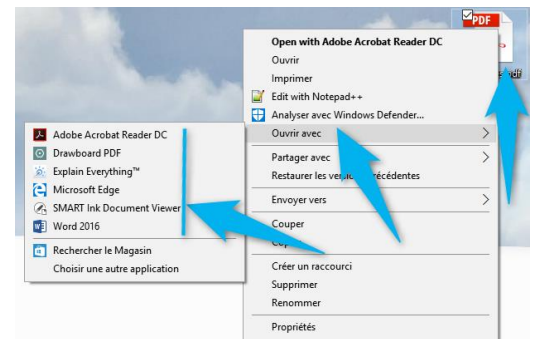 PDF
Open with Adobe Acrobat Reader DC
Ouvrir
Imprimer
Edit with Notepad++
Analyser avec Windows Defender...
Ouvrir avec
Partager avec
Restaurer les précédentes
Envoyer vers
Couper
Créer un raccourci
Supprimer
Renommer
Propriétés
Adobe Acrobat Reader DC
Drawboard PDF
Explain Everything™
Microsoft Edge
SMART Ink Document Viewer
Word 2016
Rechercher le Magasin
Choisir une autre application